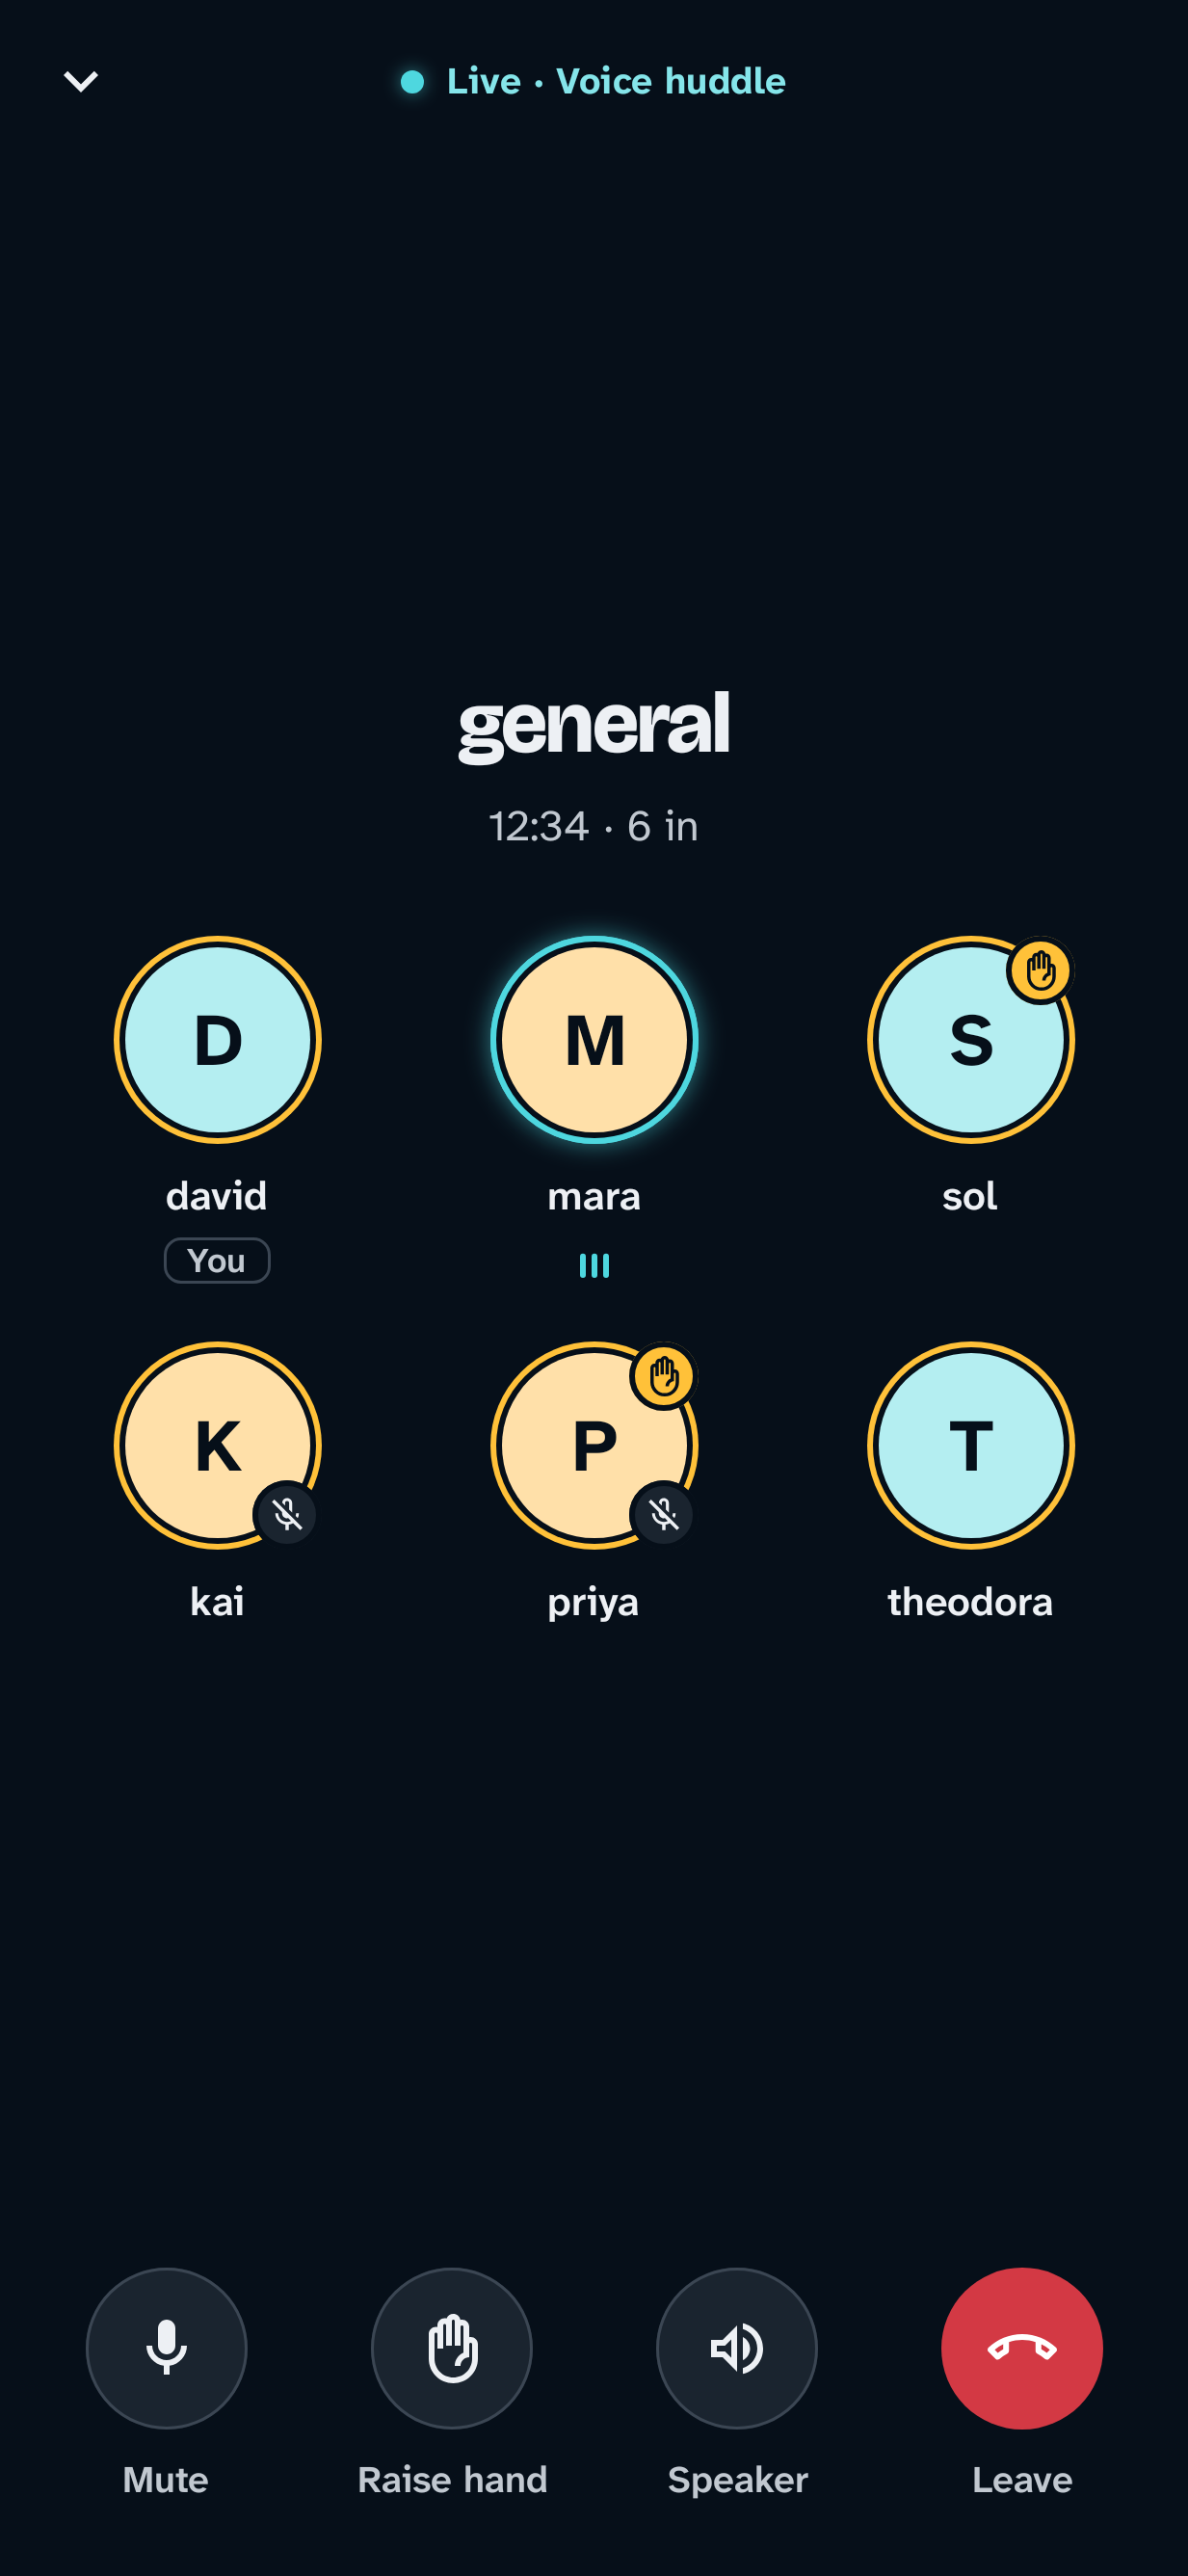 Live · Voice huddle
general
12:34 · 6 in
D M S
david mara sol
You
K P T
kai priya theodora
Mute Raise hand Speaker Leave